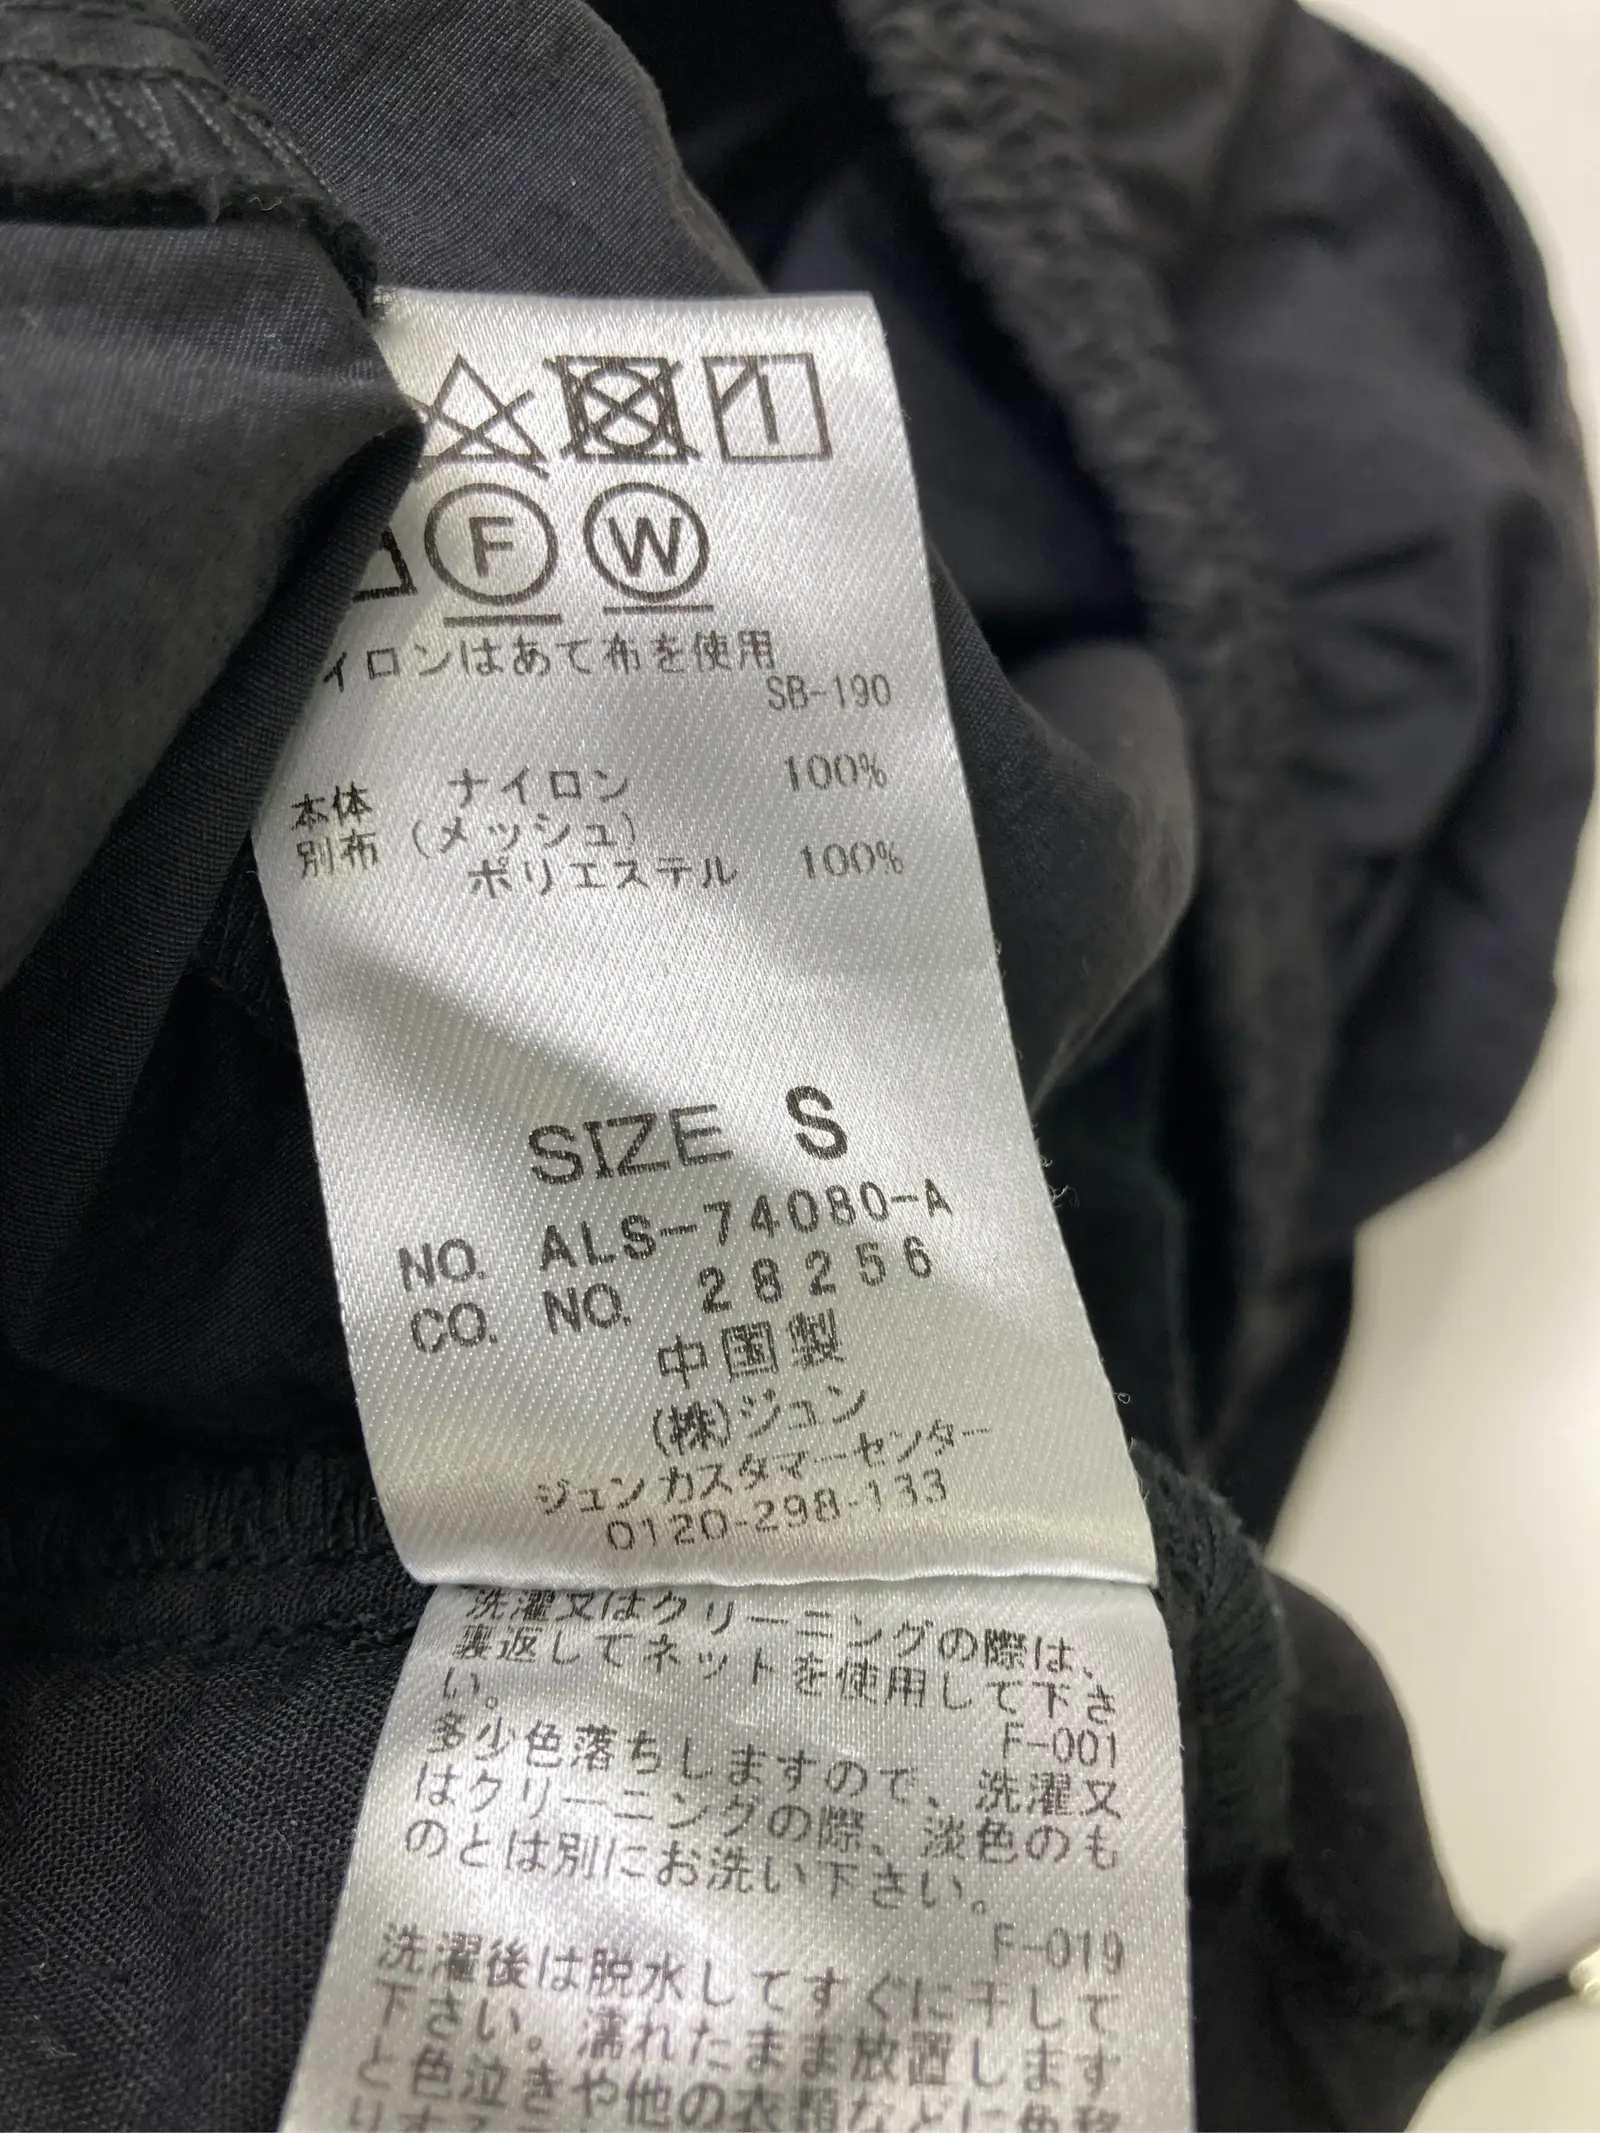 F W
イロンはあて布を使用
SB-190
本体 ナイロン 100%
別布 (メッシュ)
ポリエステル 100%
SIZE S
NO. ALS-74080-A
CO. NO. 28256
中国製
(株)ジュン
ジュンカスタマーセンター
0120-298-133
洗濯又はクリーニングの際は、
裏返してネットを使用して下さ
い。
F-001
多少色落ちしますので、洗濯又
はクリーニングの際、淡色のも
のとは別にお洗い下さい。
F-019
洗濯後は脱水してすぐに干して
下さい。濡れたまま放置します
と色泣きや他の衣類などに色移